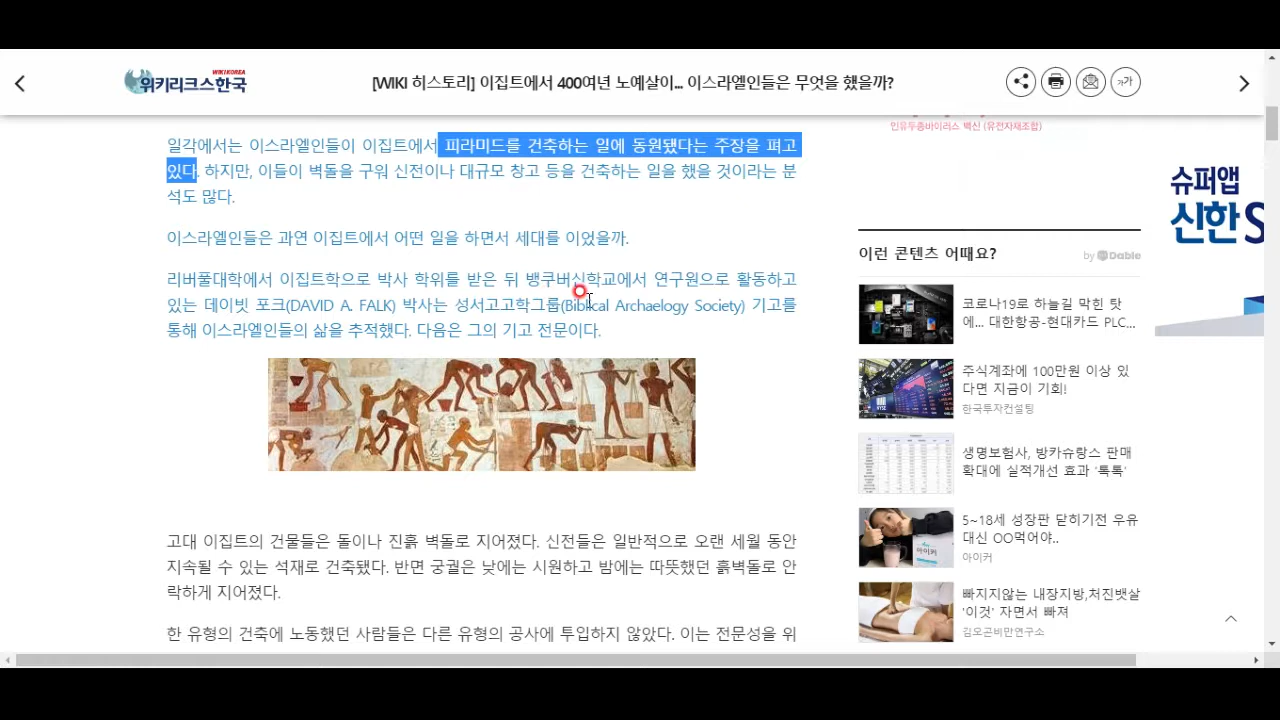 WIKI KOREA
위키리크스한국
[WIKI 히스토리] 이집트에서 400여년 노예살이... 이스라엘인들은 무엇을 했을까?
가가
인유두종바이러스 백신 (유전자재조합)
일각에서는 이스라엘인들이 이집트에서 피라미드를 건축하는 일에 동원됐다는 주장을 펴고
있다. 하지만, 이들이 벽돌을 구워 신전이나 대규모 창고 등을 건축하는 일을 했을 것이라는 분
석도 많다.
이스라엘인들은 과연 이집트에서 어떤 일을 하면서 세대를 이었을까.
리버풀대학에서 이집트학으로 박사 학위를 받은 뒤 뱅쿠버신학교에서 연구원으로 활동하고
있는 데이빗 포크(DAVID A. FALK) 박사는 성서고고학그룹(Biblical Archaelogy Society) 기고를
통해 이스라엘인들의 삶을 추적했다. 다음은 그의 기고 전문이다.
고대 이집트의 건물들은 돌이나 진흙 벽돌로 지어졌다. 신전들은 일반적으로 오랜 세월 동안
지속될 수 있는 석재로 건축됐다. 반면 궁궐은 낮에는 시원하고 밤에는 따뜻했던 흙벽돌로 안
락하게 지어졌다.
한 유형의 건축에 노동했던 사람들은 다른 유형의 공사에 투입하지 않았다. 이는 전문성을 위
슈퍼앱
신한 S
이런 콘텐츠 어때요?
by Dable
코로나19로 하늘길 막힌 탓
에... 대한항공-현대카드 PLC...
주식계좌에 100만원 이상 있
다면 지금이 기회!
한국투자컨설팅
생명보험사, 방카슈랑스 판매
확대에 실적개선 효과 '톡톡'
5~18세 성장판 닫히기전 우유
대신 OO먹어야..
아이커
빠지지않는 내장지방,처진뱃살
'이것' 자면서 빠져
김오곤비만연구소